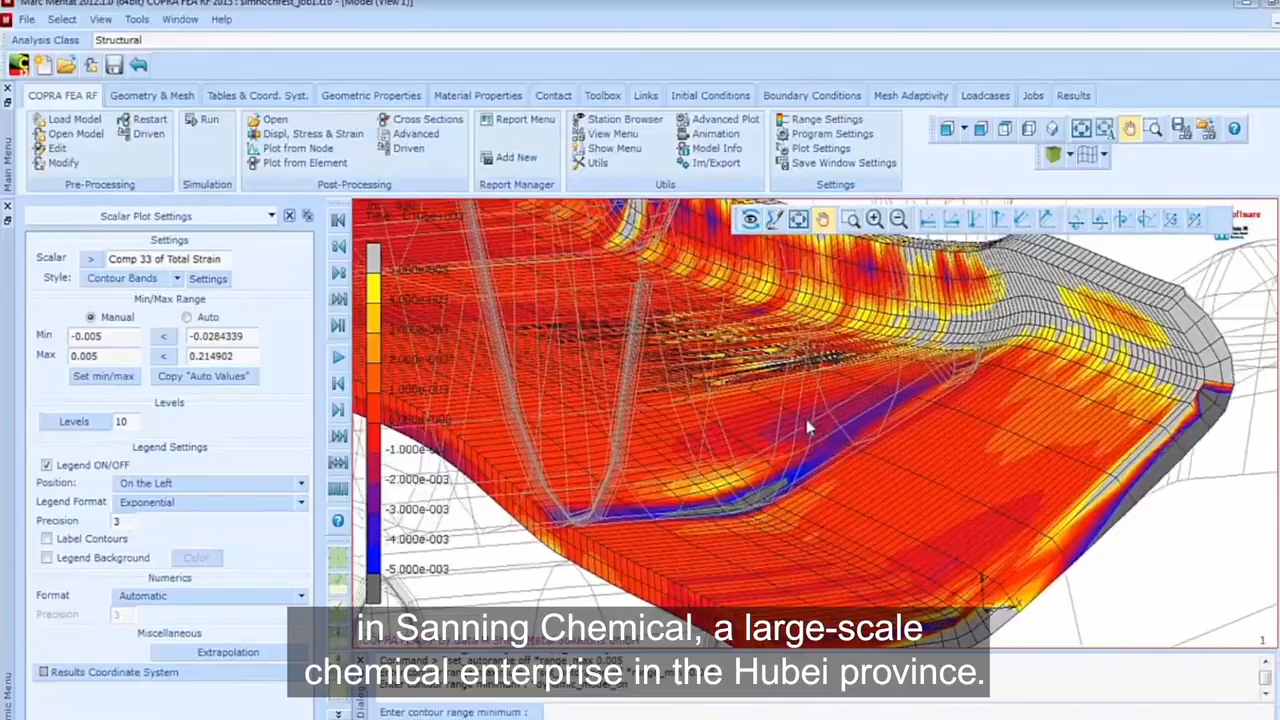 Marc Mentat 2012.1.0 (64bit) COPRA FEA RF 2013 : simhochfest_job1.t16 - [Model (View 1)]
File Select View Tools Window Help
Analysis Class Structural
COPRA FEA RF Geometry & Mesh Tables & Coord. Syst. Geometric Properties Material Properties Contact Toolbox Links Initial Conditions Boundary Conditions Mesh Adaptivity Loadcases Jobs Results
Load Model Restart Run Open Cross Sections Report Menu Station Browser Advanced Plot Range Settings
Open Model Driven Displ, Stress & Strain Advanced View Menu Animation Program Settings
Edit Plot from Node Driven Show Menu Model Info Plot Settings
Modify Plot from Element Add New Utils Im/Export Save Window Settings
Pre-Processing Simulation Post-Processing Report Manager Utils Settings
Main Menu
Scalar Plot Settings
Settings
Scalar > Comp 33 of Total Strain
Style: Contour Bands Settings
Min/Max Range
Manual Auto
Min -0.005 < -0.0284339
Max 0.005 < 0.214902
Set min/max Copy "Auto Values"
Levels
Levels 10
Legend Settings
Legend ON/OFF
Position: On the Left
Legend Format Exponential
Precision 3
Label Contours
Legend Background Color
Numerics
Format Automatic
Precision 3
Miscellaneous
Extrapolation
Results Coordinate System
-1.000e-003
-2.000e-003
-3.000e-003
-4.000e-003
-5.000e-003
1
in Sanning Chemical, a large-scale
chemical enterprise in the Hubei province.
Enter contour range minimum :